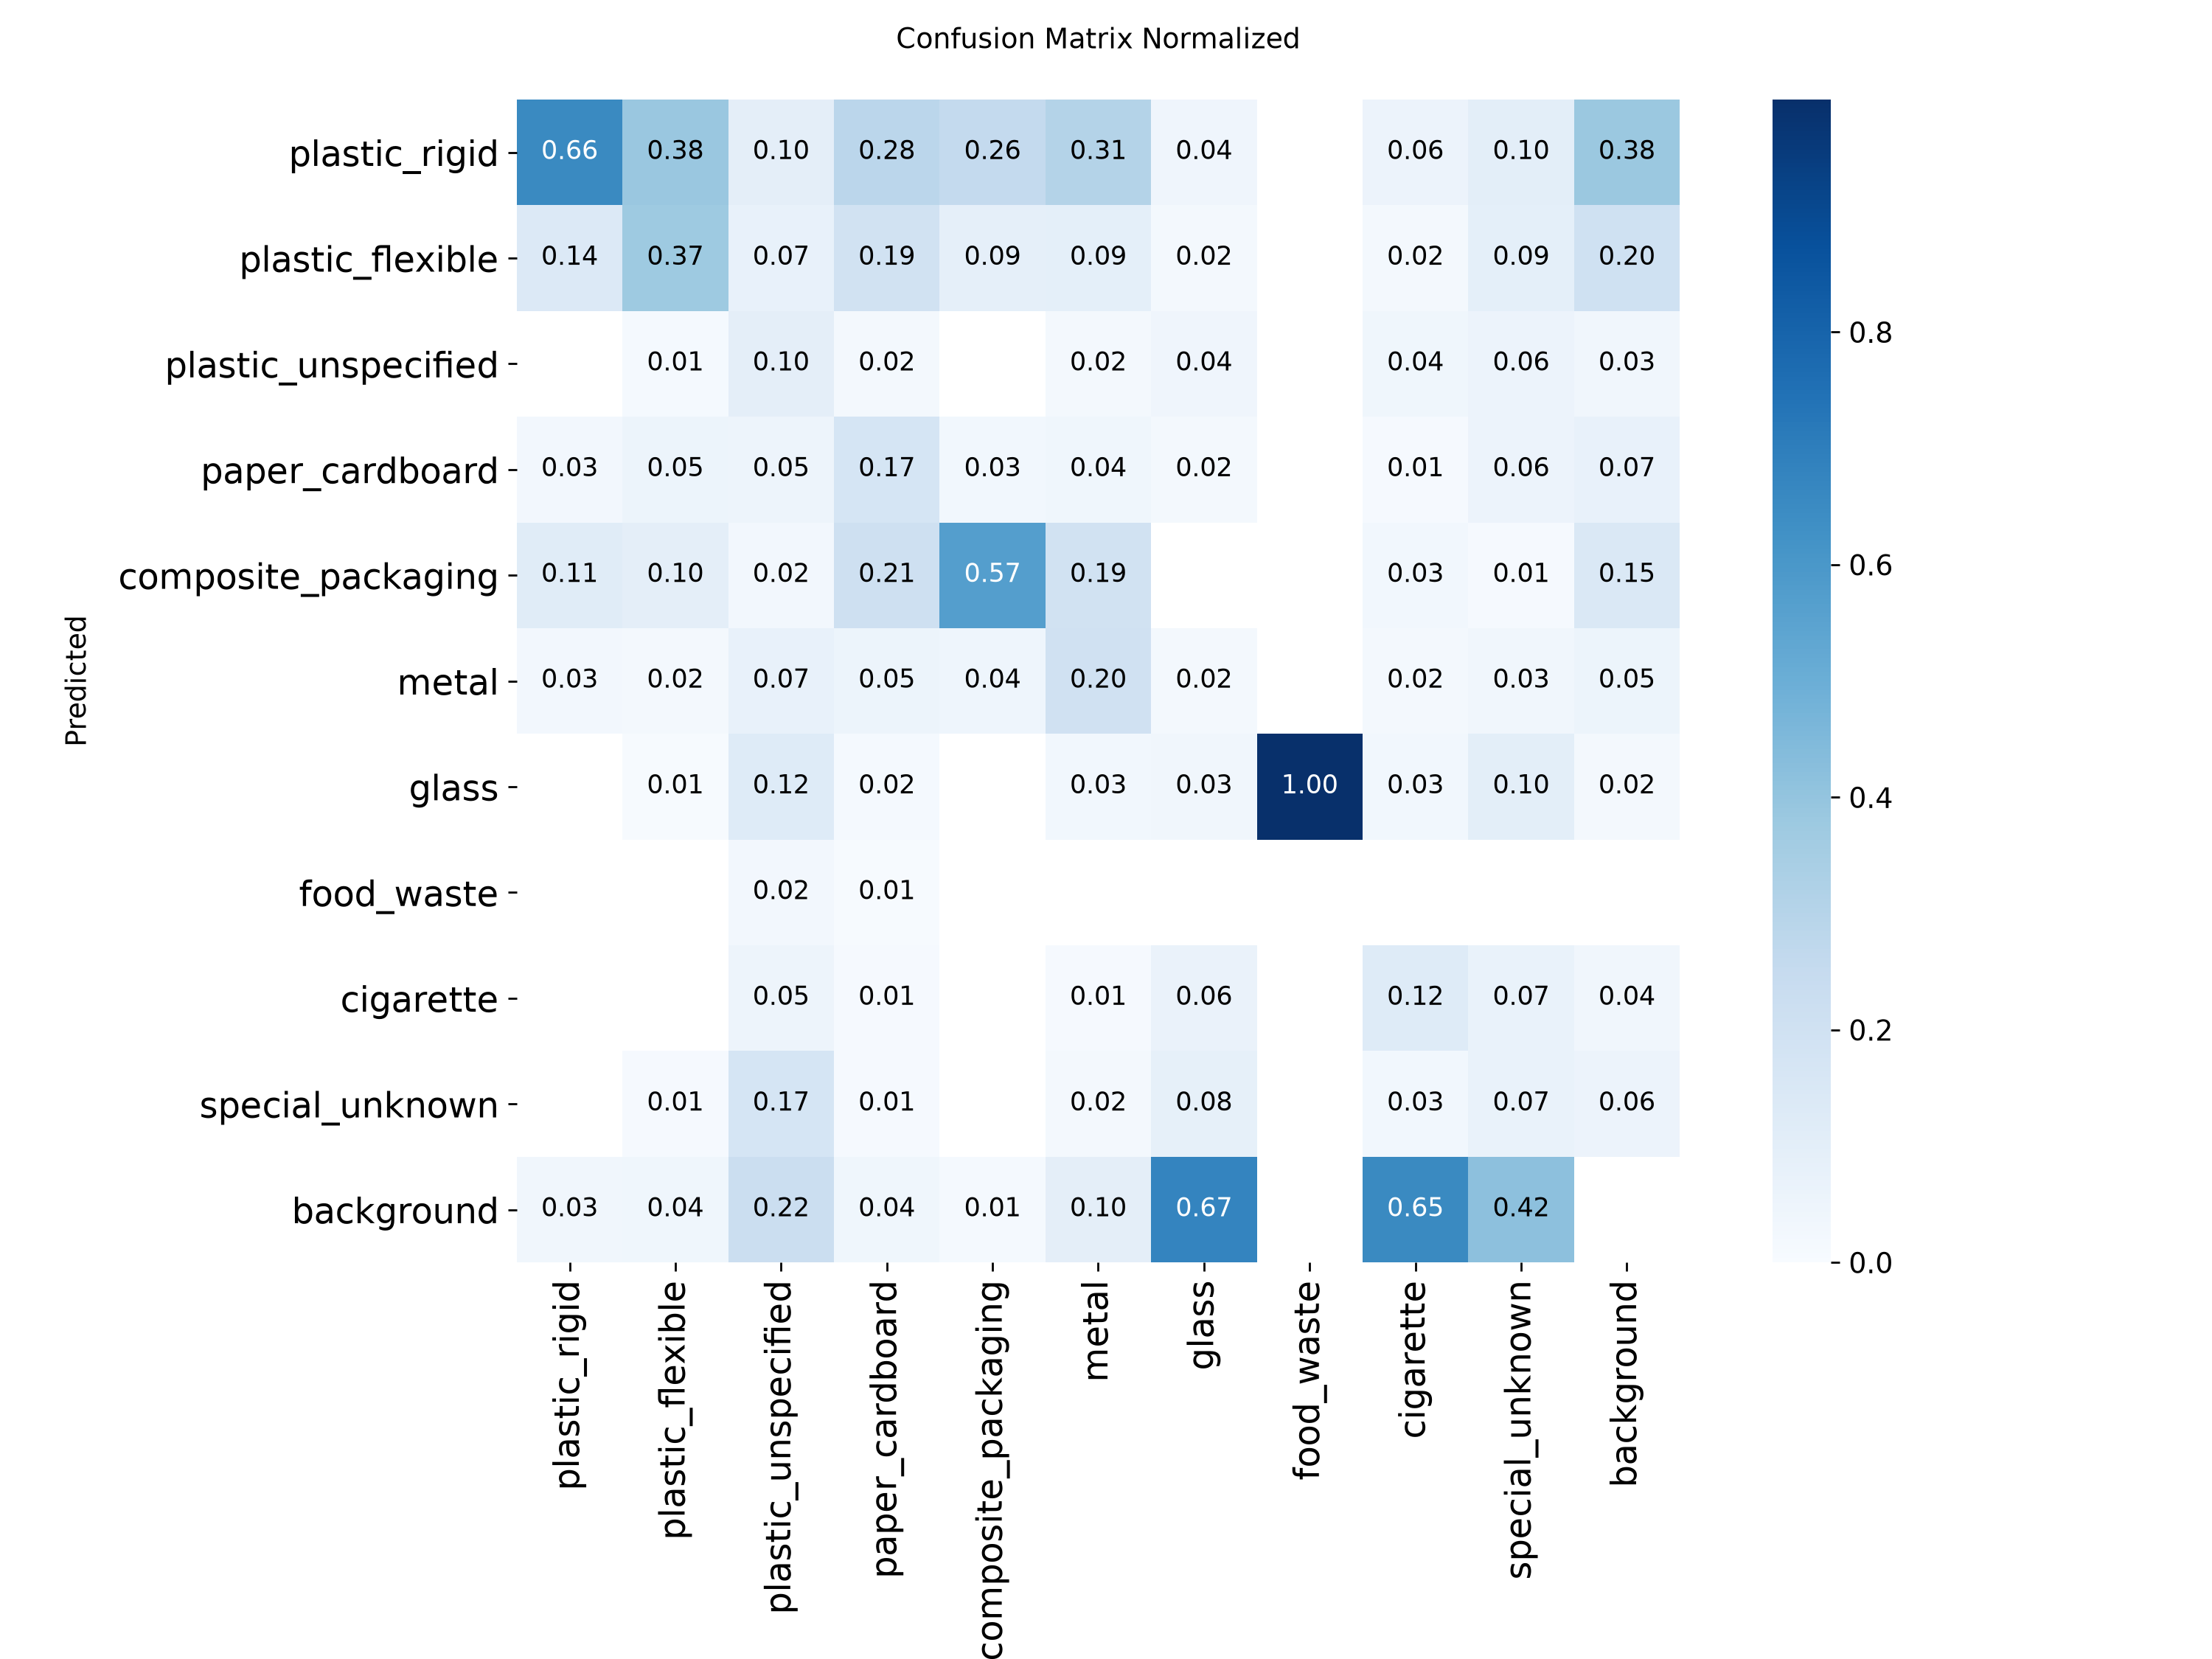 Confusion Matrix Normalized
plastic_rigid 0.66 0.38 0.10 0.28 0.26 0.31 0.04 0.06 0.10 0.38
plastic_flexible 0.14 0.37 0.07 0.19 0.09 0.09 0.02 0.02 0.09 0.20
plastic_unspecified 0.01 0.10 0.02 0.02 0.04 0.04 0.06 0.03
paper_cardboard 0.03 0.05 0.05 0.17 0.03 0.04 0.02 0.01 0.06 0.07
composite_packaging 0.11 0.10 0.02 0.21 0.57 0.19 0.03 0.01 0.15
metal 0.03 0.02 0.07 0.05 0.04 0.20 0.02 0.02 0.03 0.05
glass 0.01 0.12 0.02 0.03 0.03 1.00 0.03 0.10 0.02
food_waste 0.02 0.01
cigarette 0.05 0.01 0.01 0.06 0.12 0.07 0.04
special_unknown 0.01 0.17 0.01 0.02 0.08 0.03 0.07 0.06
background 0.03 0.04 0.22 0.04 0.01 0.10 0.67 0.65 0.42
Predicted
plastic_rigid
plastic_flexible
plastic_unspecified
paper_cardboard
composite_packaging
metal
glass
food_waste
cigarette
special_unknown
background
0.8
0.6
0.4
0.2
0.0